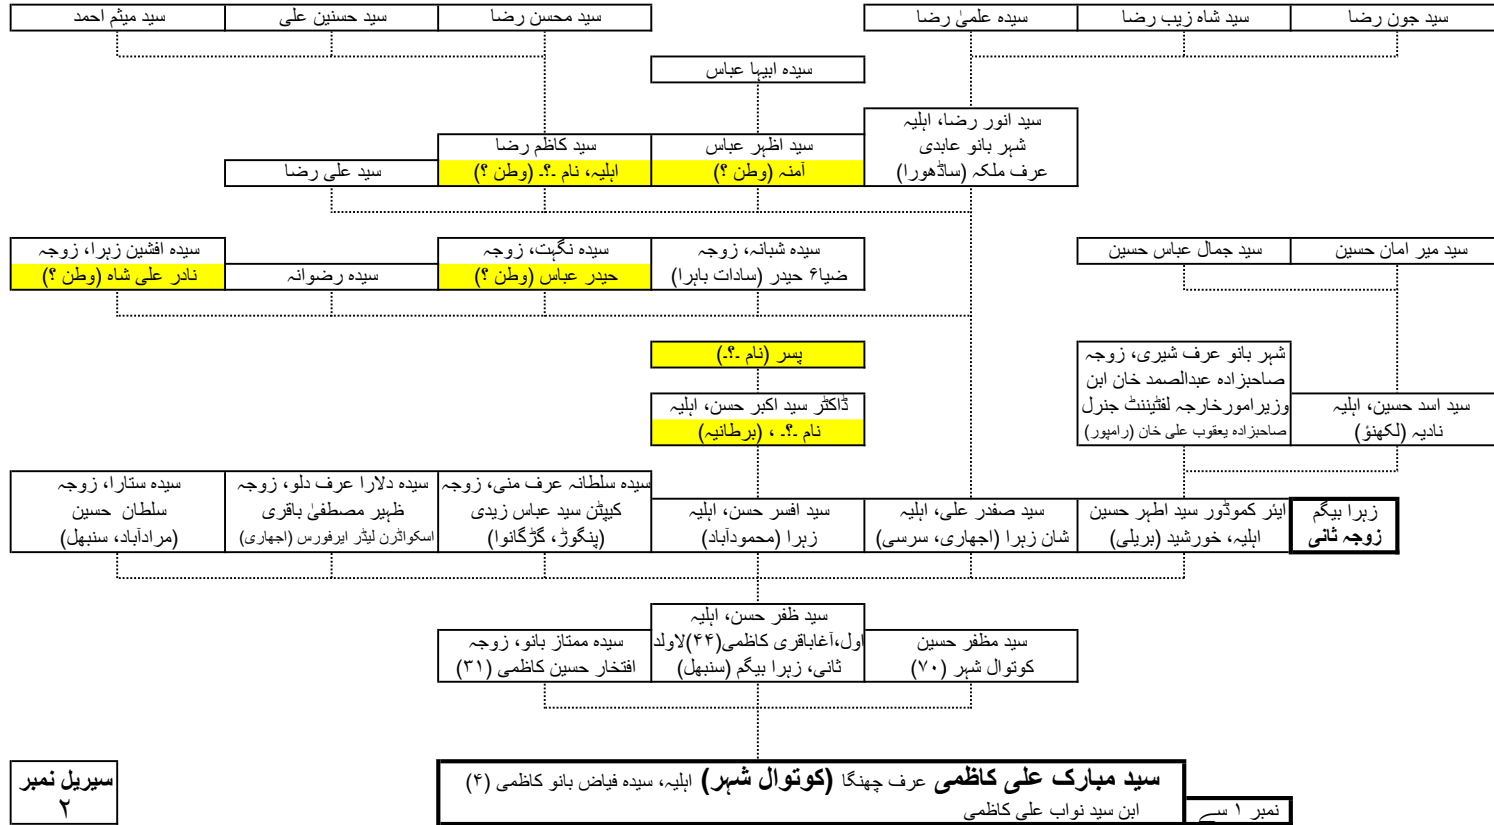 سید جون رضا
سید شاہ زیب رضا
سیدہ علمیٰ رضا
سید محسن رضا
سید حسنین علی
سید میثم احمد
سیدہ ابیہا عباس
سید انور رضا، اہلیہ
شہر بانو عابدی
عرف ملکہ (ساڈھورا)
سید اظہر عباس
آمنہ (وطن ؟)
سید کاظم رضا
اہلیہ، نام ۔؟۔ (وطن ؟)
سید علی رضا
سید میر امان حسین
سید جمال عباس حسین
سیدہ شبانہ، زوجہ
ضیا۶ حیدر (سادات باہرا)
سیدہ نگہت، زوجہ
حیدر عباس (وطن ؟)
سیدہ رضوانہ
سیدہ افشین زہرا، زوجہ
نادر علی شاہ (وطن ؟)
پسر (نام ۔؟۔)
شہر بانو عرف شیری، زوجہ
صاحبزادہ عبدالصمد خان ابن
وزیرامورخارجہ لفٹیننٹ جنرل
صاحبزادہ یعقوب علی خان (رامپور)
سید اسد حسین، اہلیہ
نادیہ (لکھنؤ)
ڈاکٹر سید اکبر حسن، اہلیہ
نام ۔؟۔ ، (برطانیہ)
زہرا بیگم
زوجہ ثانی
ایئر کموڈور سید اطہر حسین
اہلیہ، خورشید (بریلی)
سید صفدر علی، اہلیہ
شان زہرا (اجھاری، سرسی)
سید افسر حسن، اہلیہ
زہرا (محمودآباد)
سیدہ سلطانہ عرف منی، زوجہ
کیپٹن سید عباس زیدی
(پنگوڑ، گڑگانوا)
سیدہ دلارا عرف دلو، زوجہ
ظہیر مصطفیٰ باقری
اسکواڈرن لیڈر ایرفورس (اجھاری)
سیدہ ستارا، زوجہ
سلطان حسین
(مرادآباد، سنبھل)
سید مظفر حسین
کوتوال شہر (۷۰)
سید ظفر حسن، اہلیہ
اول،آغاباقری کاظمی(۴۴)لاولد
ثانی، زہرا بیگم (سنبھل)
سیدہ ممتاز بانو، زوجہ
افتخار حسین کاظمی (۳۱)
نمبر ۱ سے
سید مبارک علی کاظمی عرف چھنگا (کوتوال شہر) اہلیہ، سیدہ فیاض بانو کاظمی (۴)
ابن سید نواب علی کاظمی
سیریل نمبر
۲